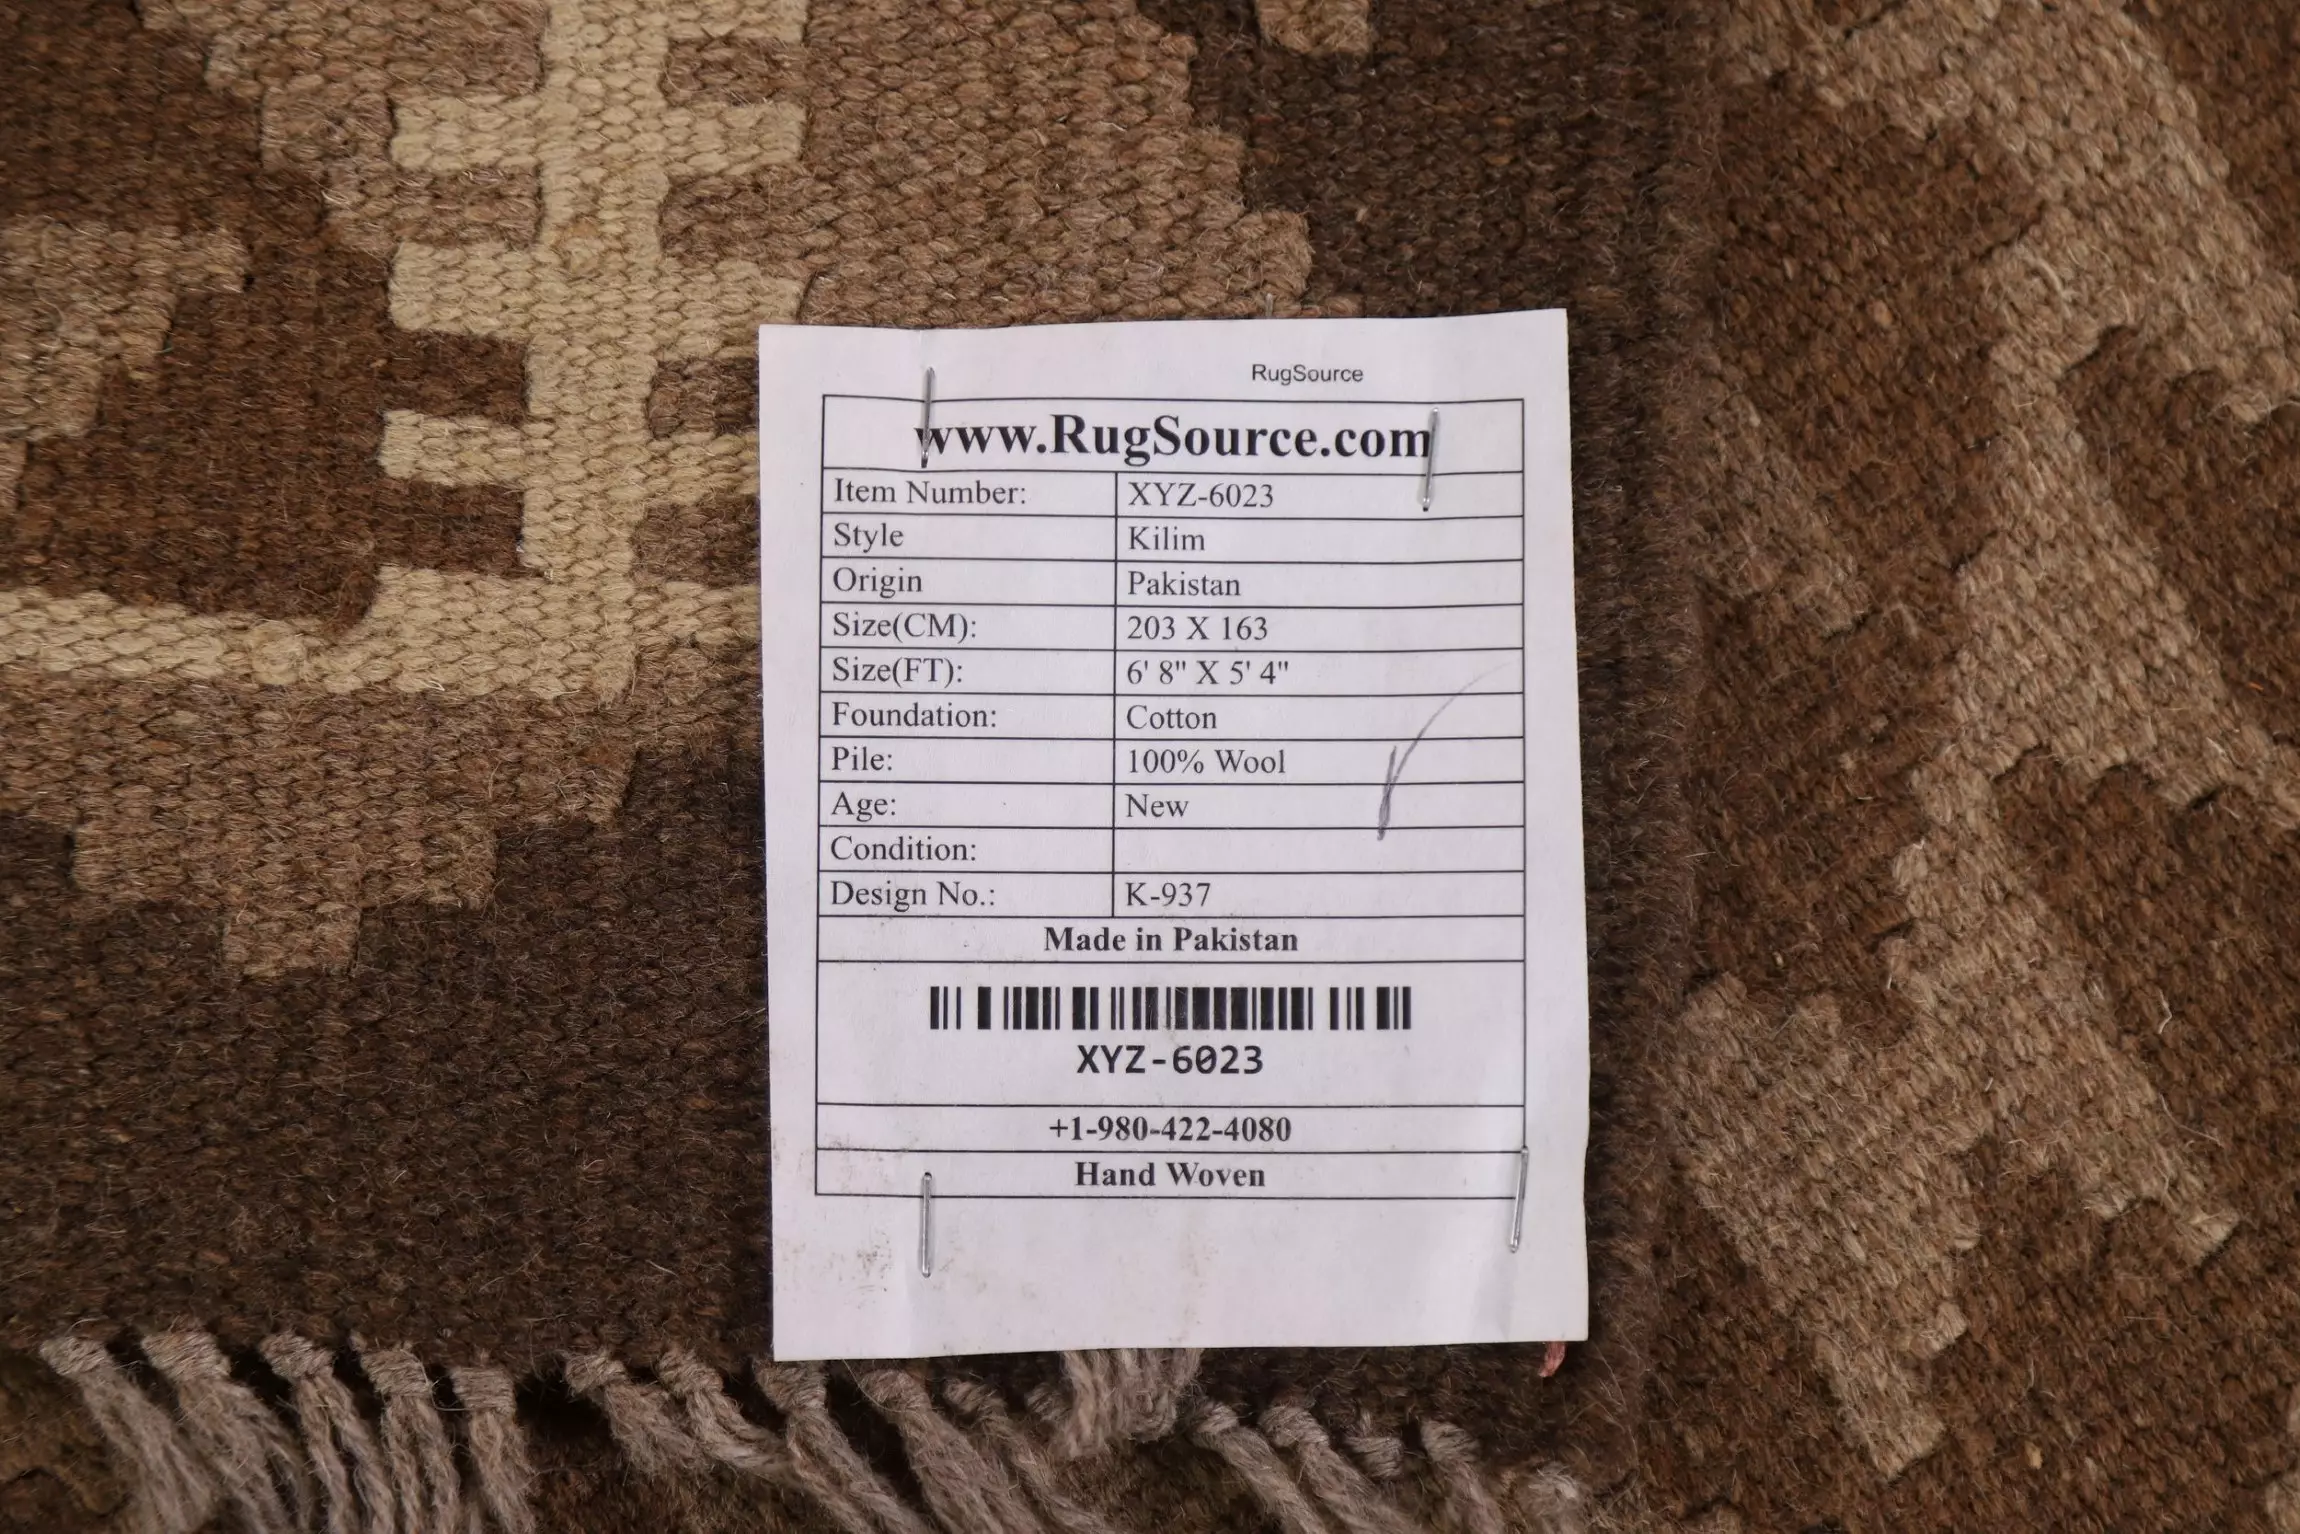 RugSource
www.RugSource.com
Item Number: XYZ-6023
Style Kilim
Origin Pakistan
Size(CM): 203 X 163
Size(FT): 6' 8" X 5' 4"
Foundation: Cotton
Pile: 100% Wool
Age: New
Condition:
Design No.: K-937
Made in Pakistan
XYZ-6023
+1-980-422-4080
Hand Woven